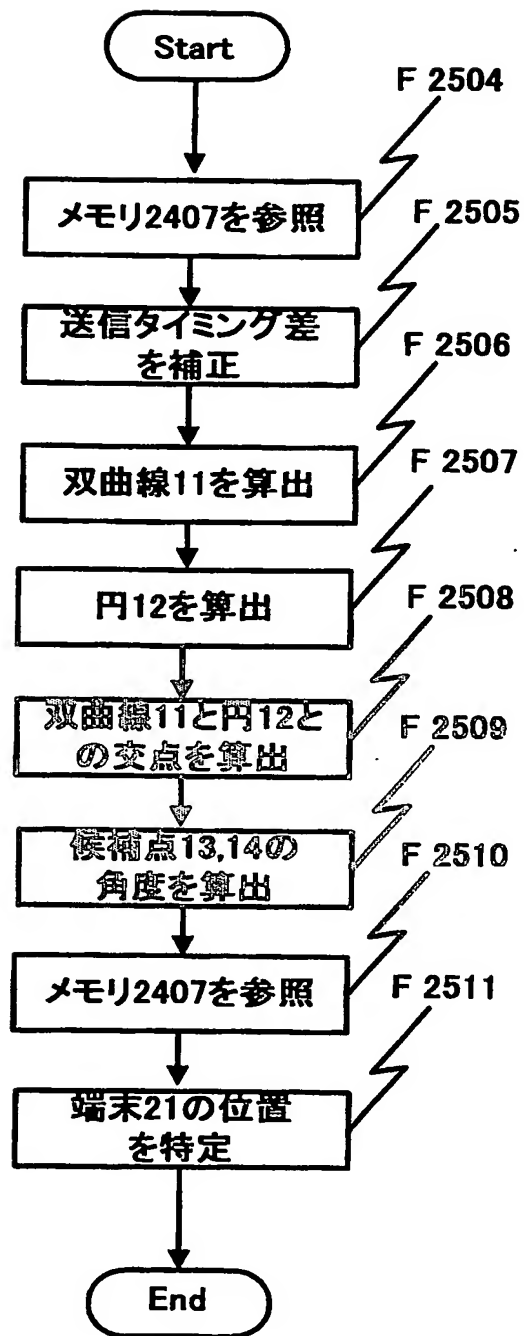 Start
F 2504
メモリ2407を参照
F 2505
送信タイミング差
を補正
F 2506
双曲線11を算出
F 2507
円12を算出
F 2508
双曲線11と円12と
の交点を算出
F 2509
候補点13,14の
角度を算出
F 2510
メモリ2407を参照
F 2511
端末21の位置
を特定
End